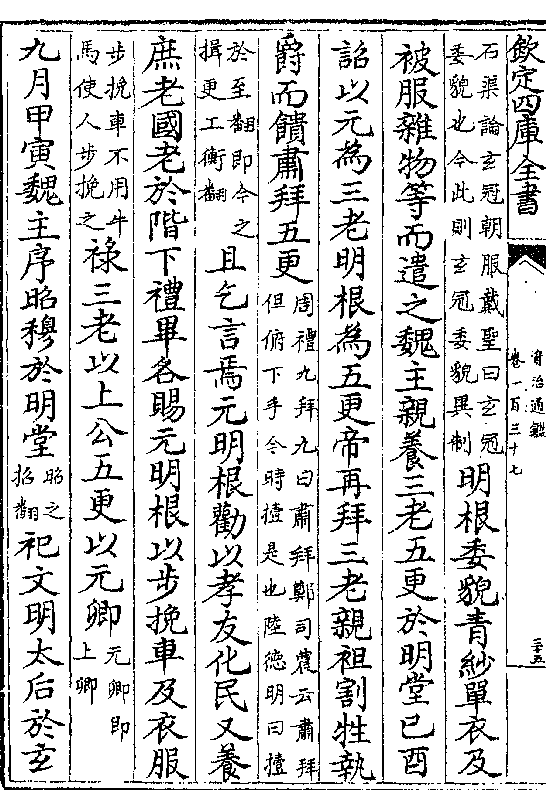 欽定四庫全書
資治通鑑
卷一百三十七
石渠論玄冠朝服戴聖曰玄冠
委貌也今此則玄冠委貌異制
明根委貌青紗單衣及
被服雜物等而遣之魏主親養三老五更於明堂己酉
詔以元為三老明根為五更帝再拜三老親袒割牲執
爵而饋肅拜五更
周禮九拜九曰肅拜鄭司農云肅拜
但俯下手今時撎是也陸德明曰撎
於至翻即今之
揖更工衡翻
且乞言焉元明根勸以孝友化民又養
庶老國老於階下禮畢各賜元明根以步挽車及衣服
步挽車不用牛
馬使人步挽之
祿三老以上公五更以元卿
元卿即
上卿
九月甲寅魏主序昭穆於明堂
昭之
招翻
祀文明太后於玄